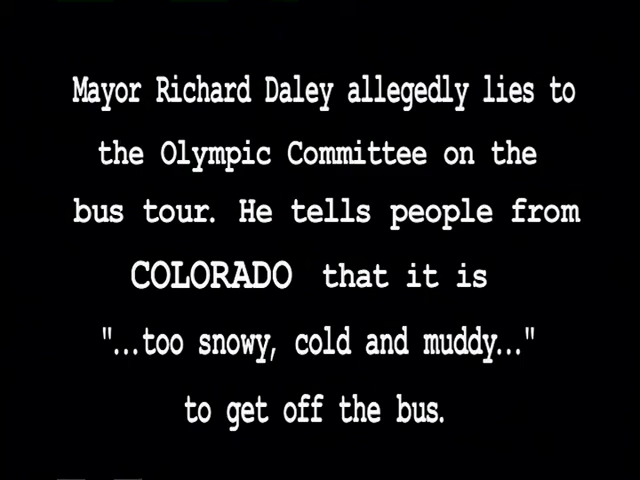 Mayor Richard Daley allegedly lies to
the Olympic Committee on the
bus tour. He tells people from
COLORADO that it is
"...too snowy, cold and muddy..."
to get off the bus.